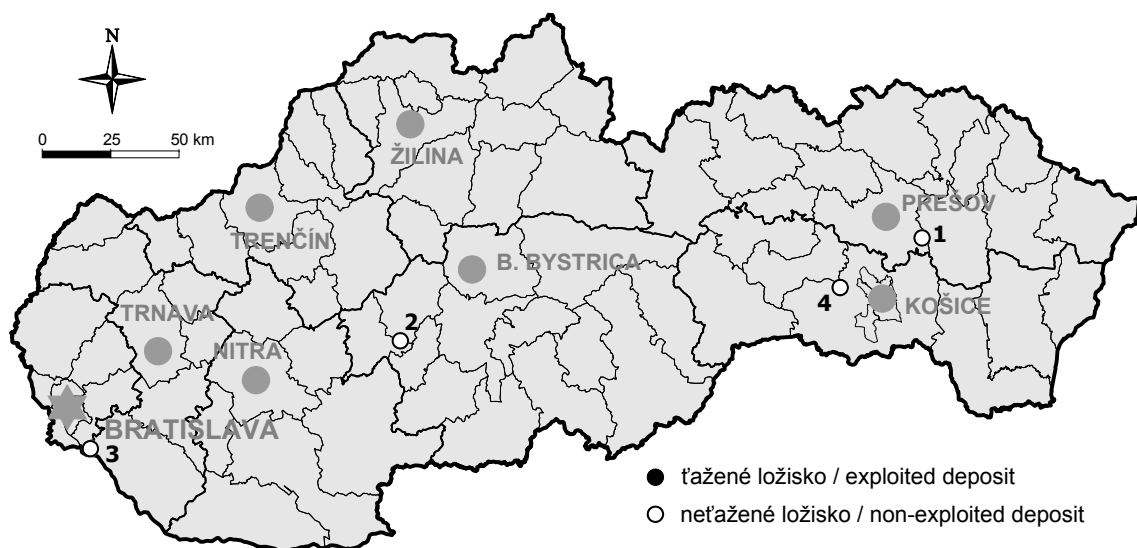 N
0 25 50 km
ŽILINA
PREŠOV
1
TRENČÍN
B. BYSTRICA
4
KOŠICE
TRNAVA
2
NITRA
BRATISLAVA
3
ťažené ložisko / exploited deposit
neťažené ložisko / non-exploited deposit